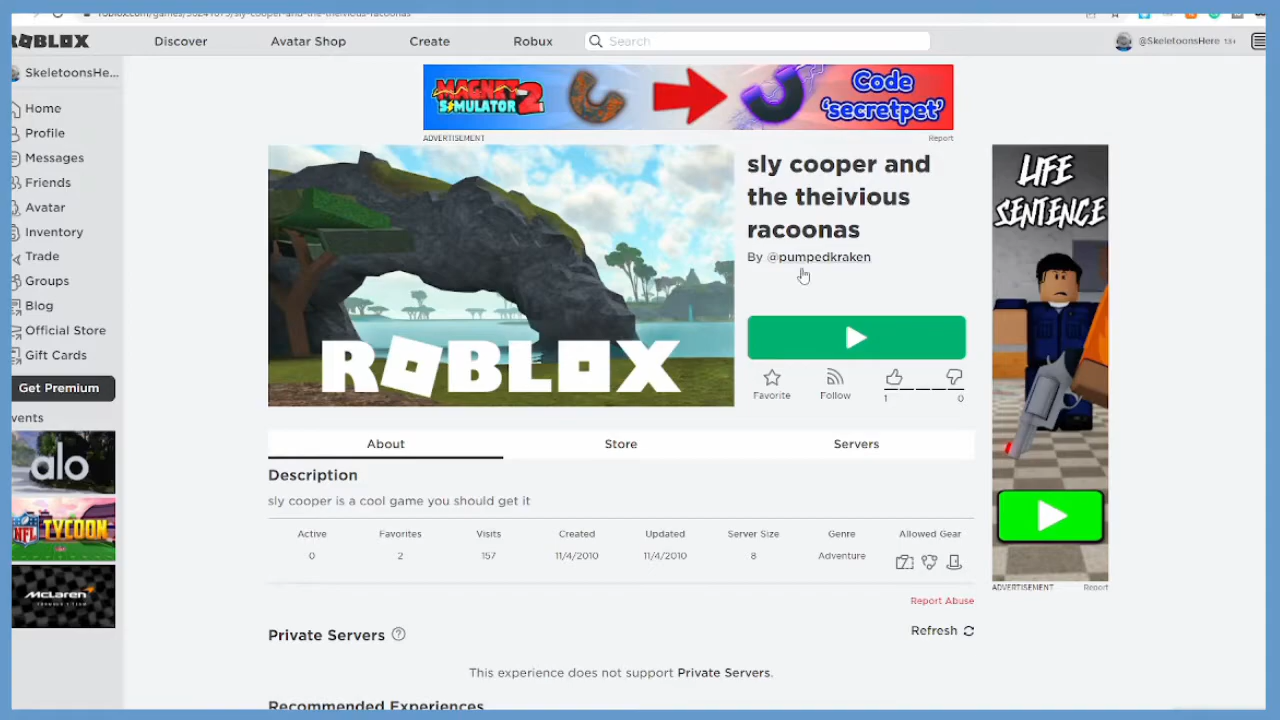 ROBLOX
Discover
Avatar Shop
Create
Robux
Search
@SkeletoonsHere 13+
SkeletoonsHe...
Home
Profile
Messages
Friends
Avatar
Inventory
Trade
Groups
Blog
Official Store
Gift Cards
Get Premium
vents
alo
NFL TYCOON
McLaren
MAGNET
SIMULATOR 2
Code
'secretpet'
ADVERTISEMENT
Report
ROBLOX
sly cooper and
the theivious
racoonas
By @pumpedkraken
Favorite
Follow
1
0
About
Store
Servers
Description
sly cooper is a cool game you should get it
Active
Favorites
Visits
Created
Updated
Server Size
Genre
Allowed Gear
0
2
157
11/4/2010
11/4/2010
8
Adventure
Report Abuse
Private Servers
Refresh
This experience does not support Private Servers.
Recommended Experiences
LIFE
SENTENCE
ADVERTISEMENT
Report